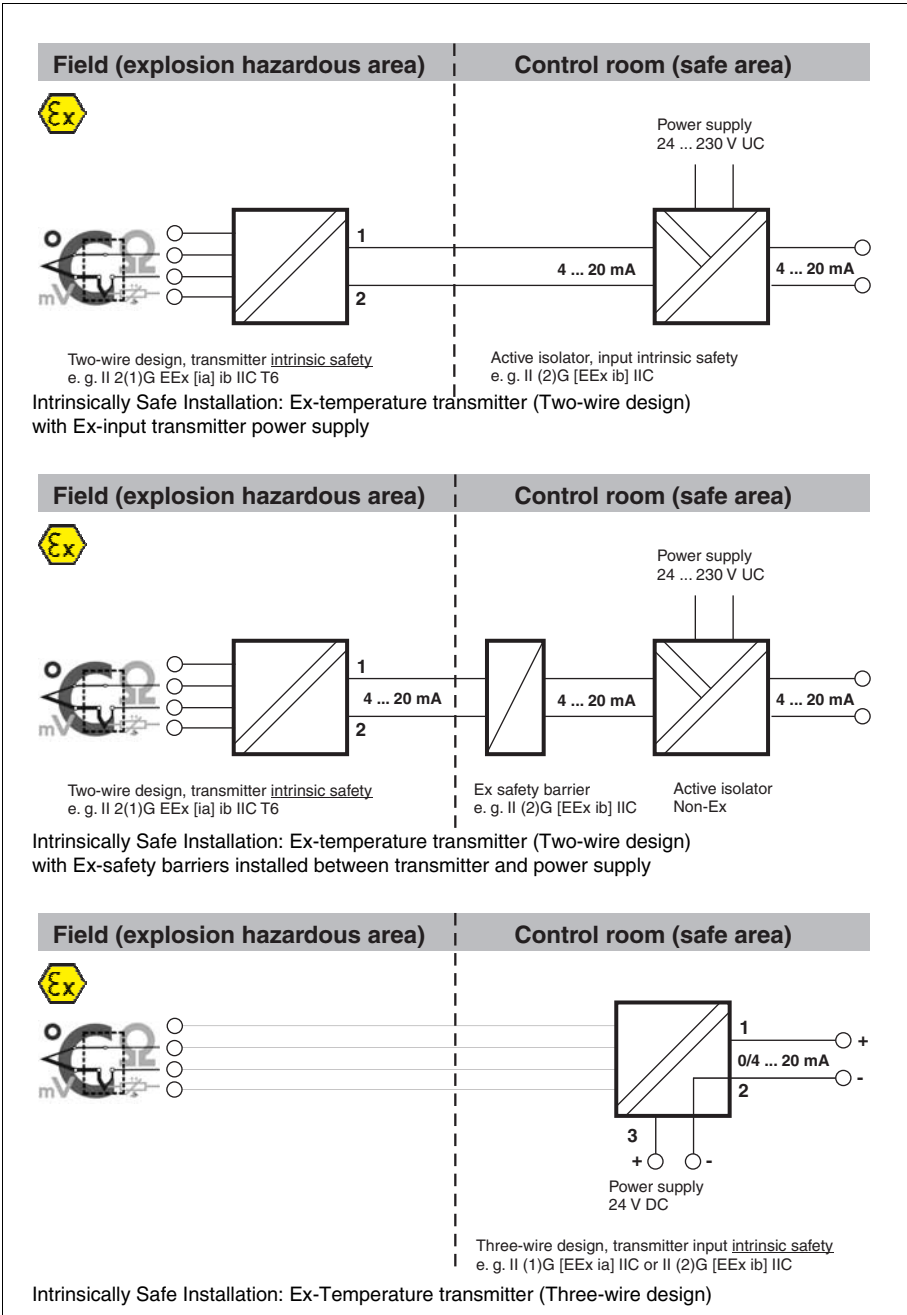 Field (explosion hazardous area) Control room (safe area)
εx
Power supply
24 ... 230 V UC
1
° C Ω
4 ... 20 mA 4 ... 20 mA
mV
2
Two-wire design, transmitter intrinsic safety
e. g. II 2(1)G EEx [ia] ib IIC T6
Active isolator, input intrinsic safety
e. g. II (2)G [EEx ib] IIC
Intrinsically Safe Installation: Ex-temperature transmitter (Two-wire design)
with Ex-input transmitter power supply
Field (explosion hazardous area) Control room (safe area)
εx
Power supply
24 ... 230 V UC
1
° C Ω
4 ... 20 mA 4 ... 20 mA 4 ... 20 mA
mV
2
Two-wire design, transmitter intrinsic safety
e. g. II 2(1)G EEx [ia] ib IIC T6
Ex safety barrier
e. g. II (2)G [EEx ib] IIC
Active isolator
Non-Ex
Intrinsically Safe Installation: Ex-temperature transmitter (Two-wire design)
with Ex-safety barriers installed between transmitter and power supply
Field (explosion hazardous area) Control room (safe area)
εx
° C Ω
mV
1
+
0/4 ... 20 mA
-
2
3
+ -
Power supply
24 V DC
Three-wire design, transmitter input intrinsic safety
e. g. II (1)G [EEx ia] IIC or II (2)G [EEx ib] IIC
Intrinsically Safe Installation: Ex-Temperature transmitter (Three-wire design)